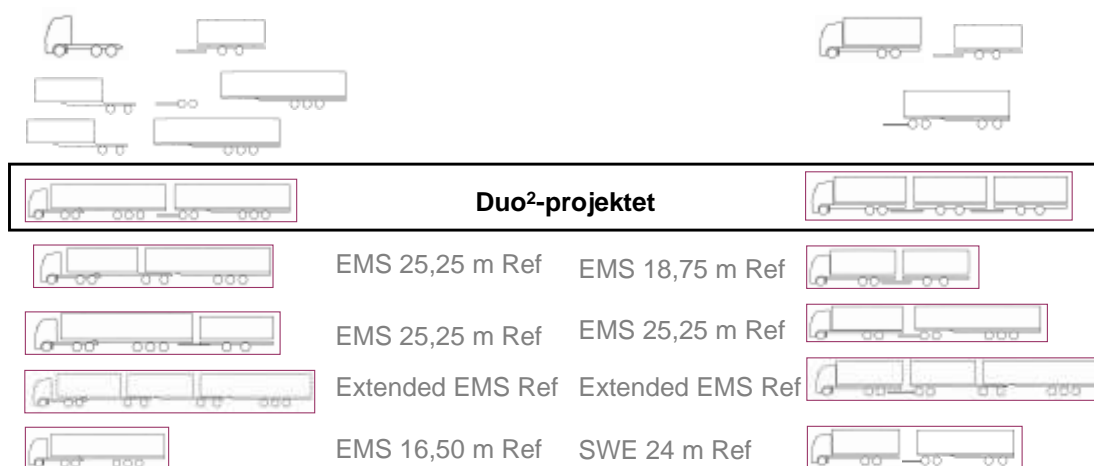 Duo²-projektet
EMS 25,25 m Ref
EMS 18,75 m Ref
EMS 25,25 m Ref
EMS 25,25 m Ref
Extended EMS Ref
Extended EMS Ref
EMS 16,50 m Ref
SWE 24 m Ref